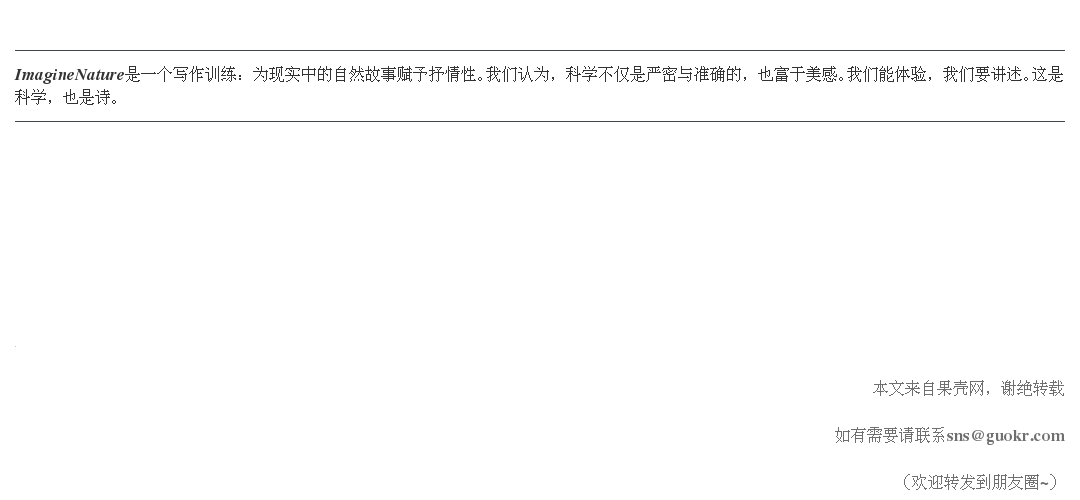 ImagineNature是一个写作训练：为现实中的自然故事赋予抒情性。我们认为，科学不仅是严密与准确的，也富于美感。我们能体验，我们要讲述。这是
科学，也是诗。
本文来自果壳网，谢绝转载
如有需要请联系sns@guokr.com
（欢迎转发到朋友圈~）